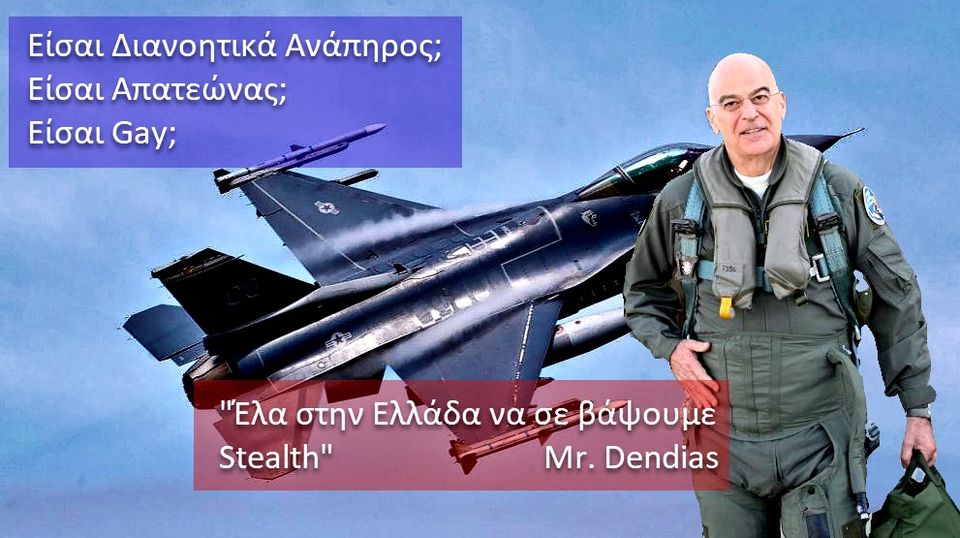 Είσαι Διανοητικά Ανάπηρος;
Είσαι Απατεώνας;
Είσαι Gay;
"Έλα στην Ελλάδα να σε βάψουμε
Stealth" Mr. Dendias